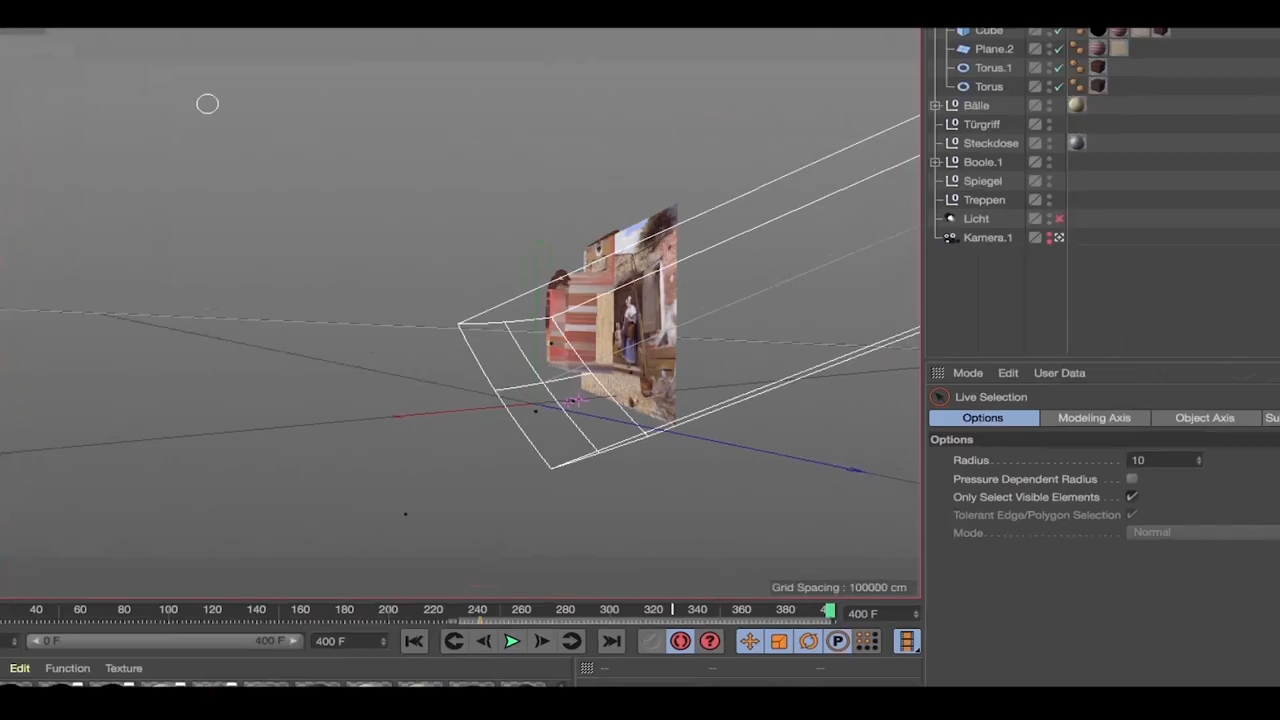 Cube
Plane.2
Torus.1
Torus
Bälle
Türgriff
Steckdose
Boole.1
Spiegel
Treppen
Licht
Kamera.1
Mode Edit User Data
Live Selection
Options Modeling Axis Object Axis Su
Options
Radius 10
Pressure Dependent Radius
Only Select Visible Elements
Tolerant Edge/Polygon Selection
Mode Normal
Grid Spacing : 100000 cm
40 60 80 100 120 140 160 180 200 220 240 260 280 300 320 340 360 380 4 400 F
0 F 400 F 400 F
Edit Function Texture
-- -- --